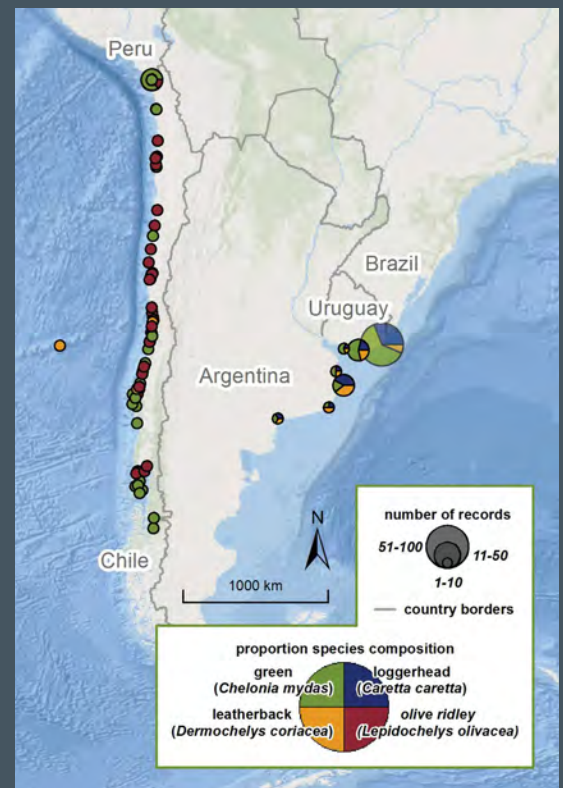 Peru
Brazil
Uruguay
Argentina
Chile
N
1000 km
number of records
51-100
11-50
1-10
country borders
proportion species composition
green
(Chelonia mydas)
loggerhead
(Caretta caretta)
leatherback
(Dermochelys coriacea)
olive ridley
(Lepidochelys olivacea)